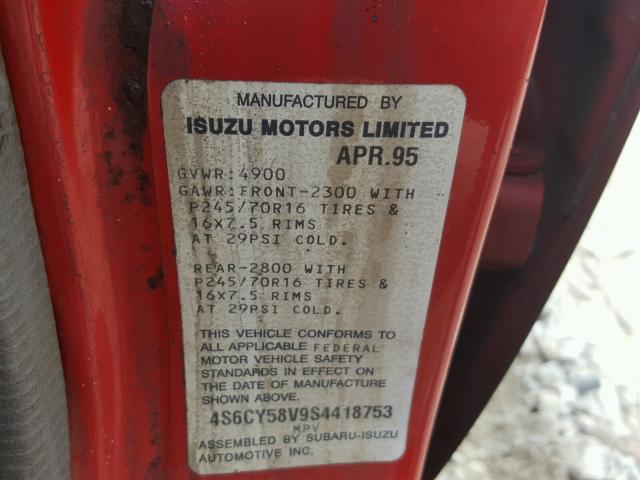 MANUFACTURED BY
ISUZU MOTORS LIMITED
APR.95
GVWR:4900
GAWR:FRONT-2300 WITH
P245/70R16 TIRES &
16X7.5 RIMS
AT 29PSI COLD.
REAR-2800 WITH
P245/70R16 TIRES &
16X7.5 RIMS
AT 29PSI COLD.
THIS VEHICLE CONFORMS TO
ALL APPLICABLE FEDERAL
MOTOR VEHICLE SAFETY
STANDARDS IN EFFECT ON
THE DATE OF MANUFACTURE
SHOWN ABOVE.
4S6CY58V9S4418753
MPV
ASSEMBLED BY SUBARU-ISUZU
AUTOMOTIVE INC.